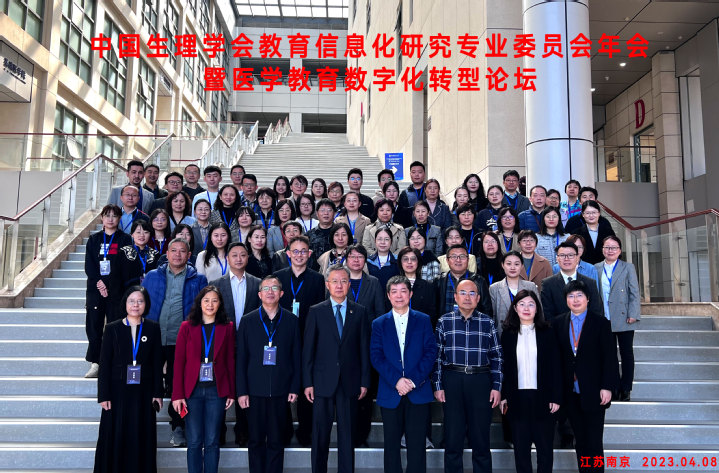 中国生理学会教育信息化研究专业委员会年会
暨医学教育数字化转型论坛
D
江苏南京 2023.04.08